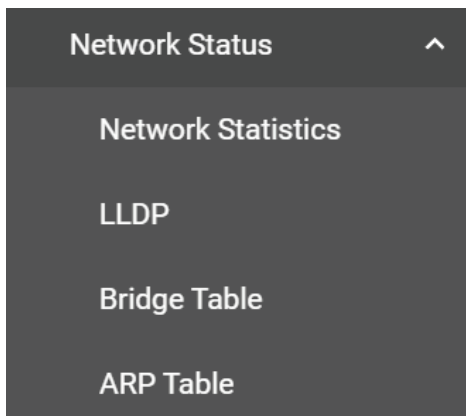 Network Status
Network Statistics
LLDP
Bridge Table
ARP Table